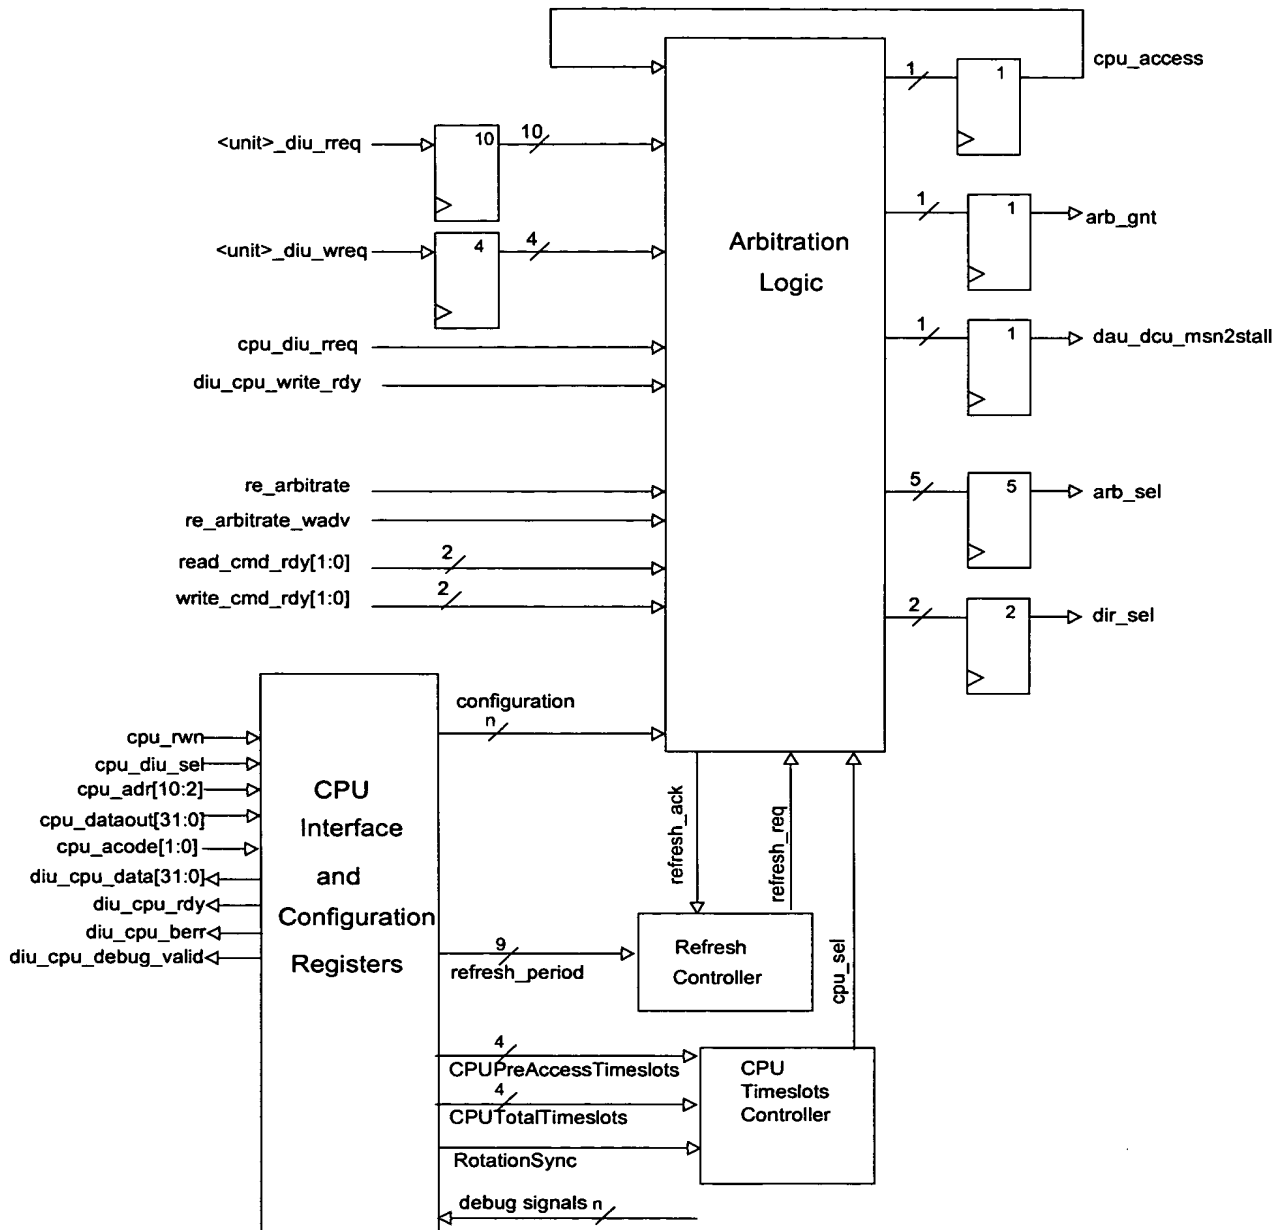 cpu_access
1
1
<unit>_diu_rreq
10
10
1
1
arb_gnt
<unit>_diu_wreq
4
4
Arbitration
Logic
1
1
dau_dcu_msn2stall
cpu_diu_rreq
diu_cpu_write_rdy
re_arbitrate
5
5
arb_sel
re_arbitrate_wadv
read_cmd_rdy[1:0]
2
write_cmd_rdy[1:0]
2
2
2
dir_sel
configuration
n
cpu_rwn
cpu_diu_sel
cpu_adr[10:2]
cpu_dataout[31:0]
cpu_acode[1:0]
diu_cpu_data[31:0]
diu_cpu_rdy
diu_cpu_berr
diu_cpu_debug_valid
CPU
Interface
and
Configuration
Registers
refresh_ack
refresh_req
cpu_sel
9
refresh_period
Refresh
Controller
4
CPUPreAccessTimeslots
4
CPUTotalTimeslots
RotationSync
CPU
Timeslots
Controller
debug signals n